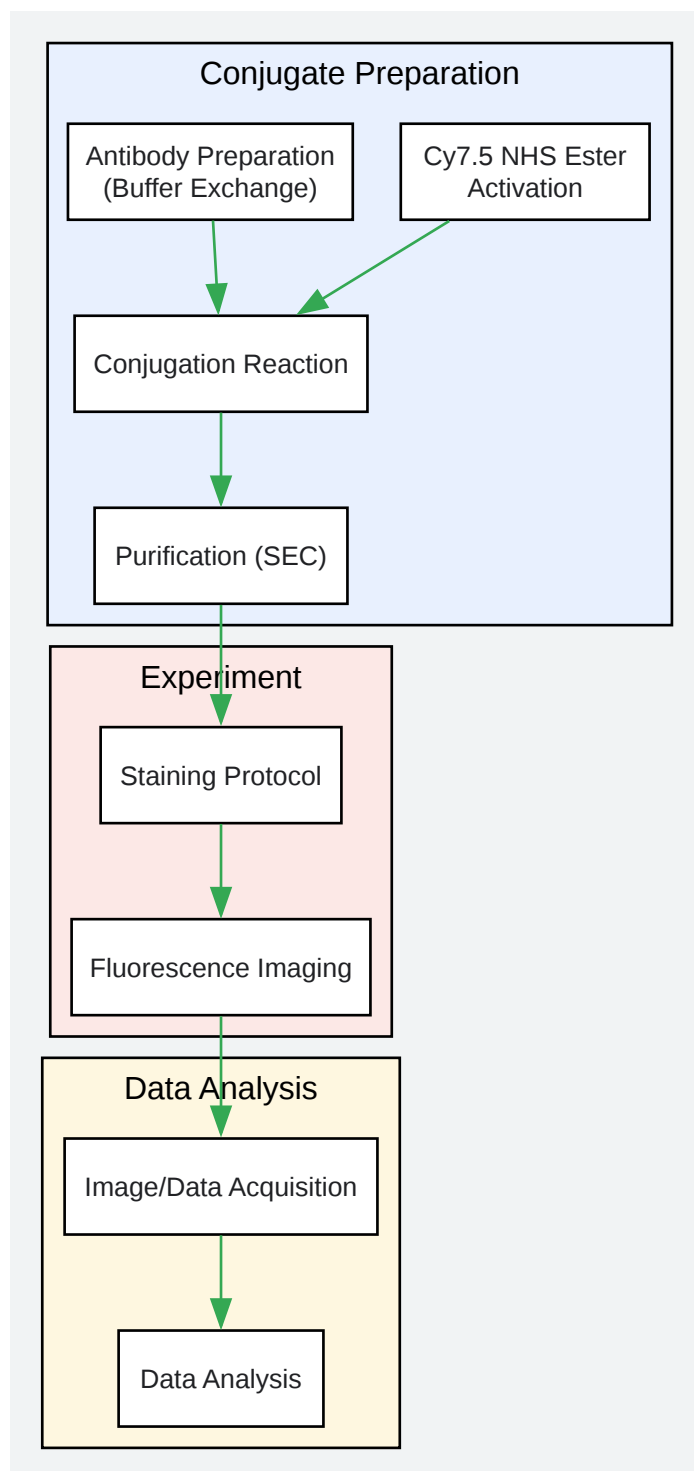 Conjugate Preparation
Antibody Preparation
(Buffer Exchange)
Cy7.5 NHS Ester
Activation
Conjugation Reaction
Purification (SEC)
Experiment
Staining Protocol
Fluorescence Imaging
Data Analysis
Image/Data Acquisition
Data Analysis